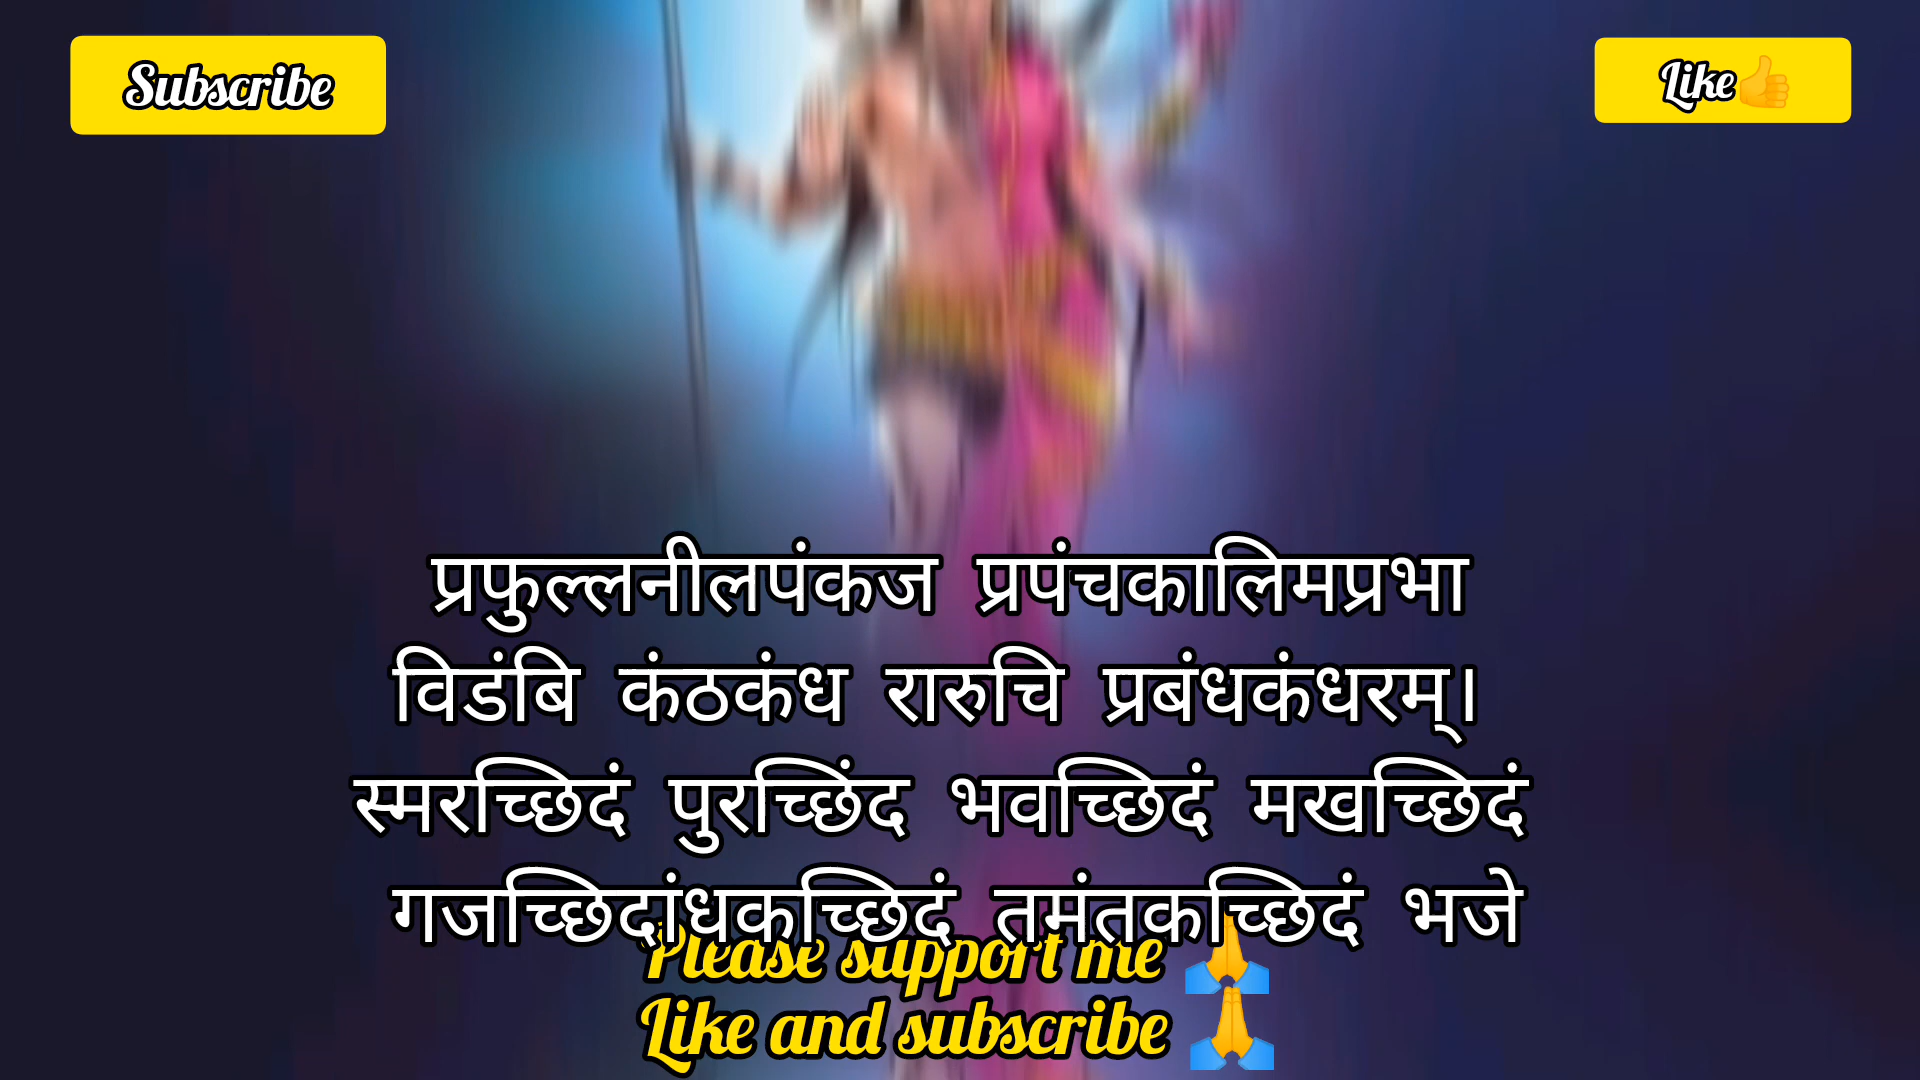 Subscribe
Like👍
प्रफुल्लनीलपंकज प्रपंचकालिमप्रभा
विडंबि कंठकंध रारुचि प्रबंधकंधरम्।
स्मरच्छिदं पुरच्छिंद भवच्छिदं मखच्छिदं
गजच्छिदांधकच्छिदं तमंतकच्छिदं भजे
Please support me 🙏
Like and subscribe 🙏